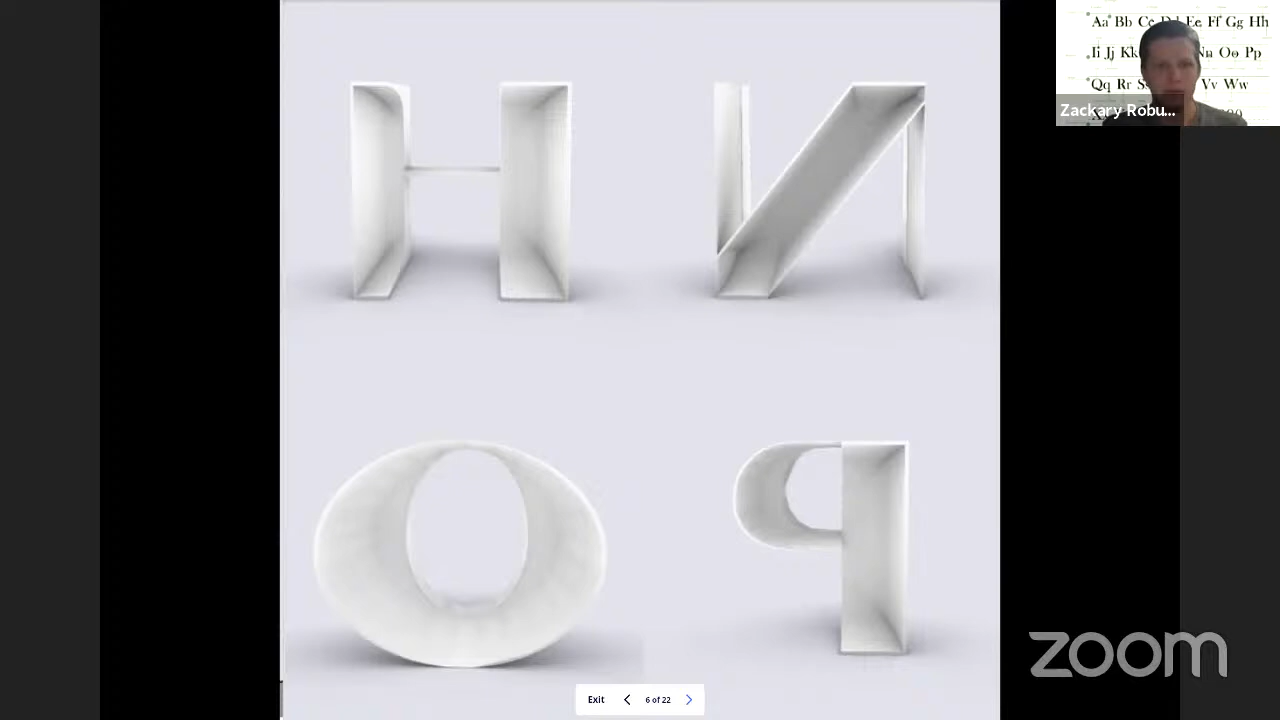 H И
O P
Aa Bb Cc Dd Ee Ff Gg Hh
Ii Jj Kk Nn Oo Pp
Qq Rr Vv Ww
Zackary Robu...
Exit
6 of 22
zoom